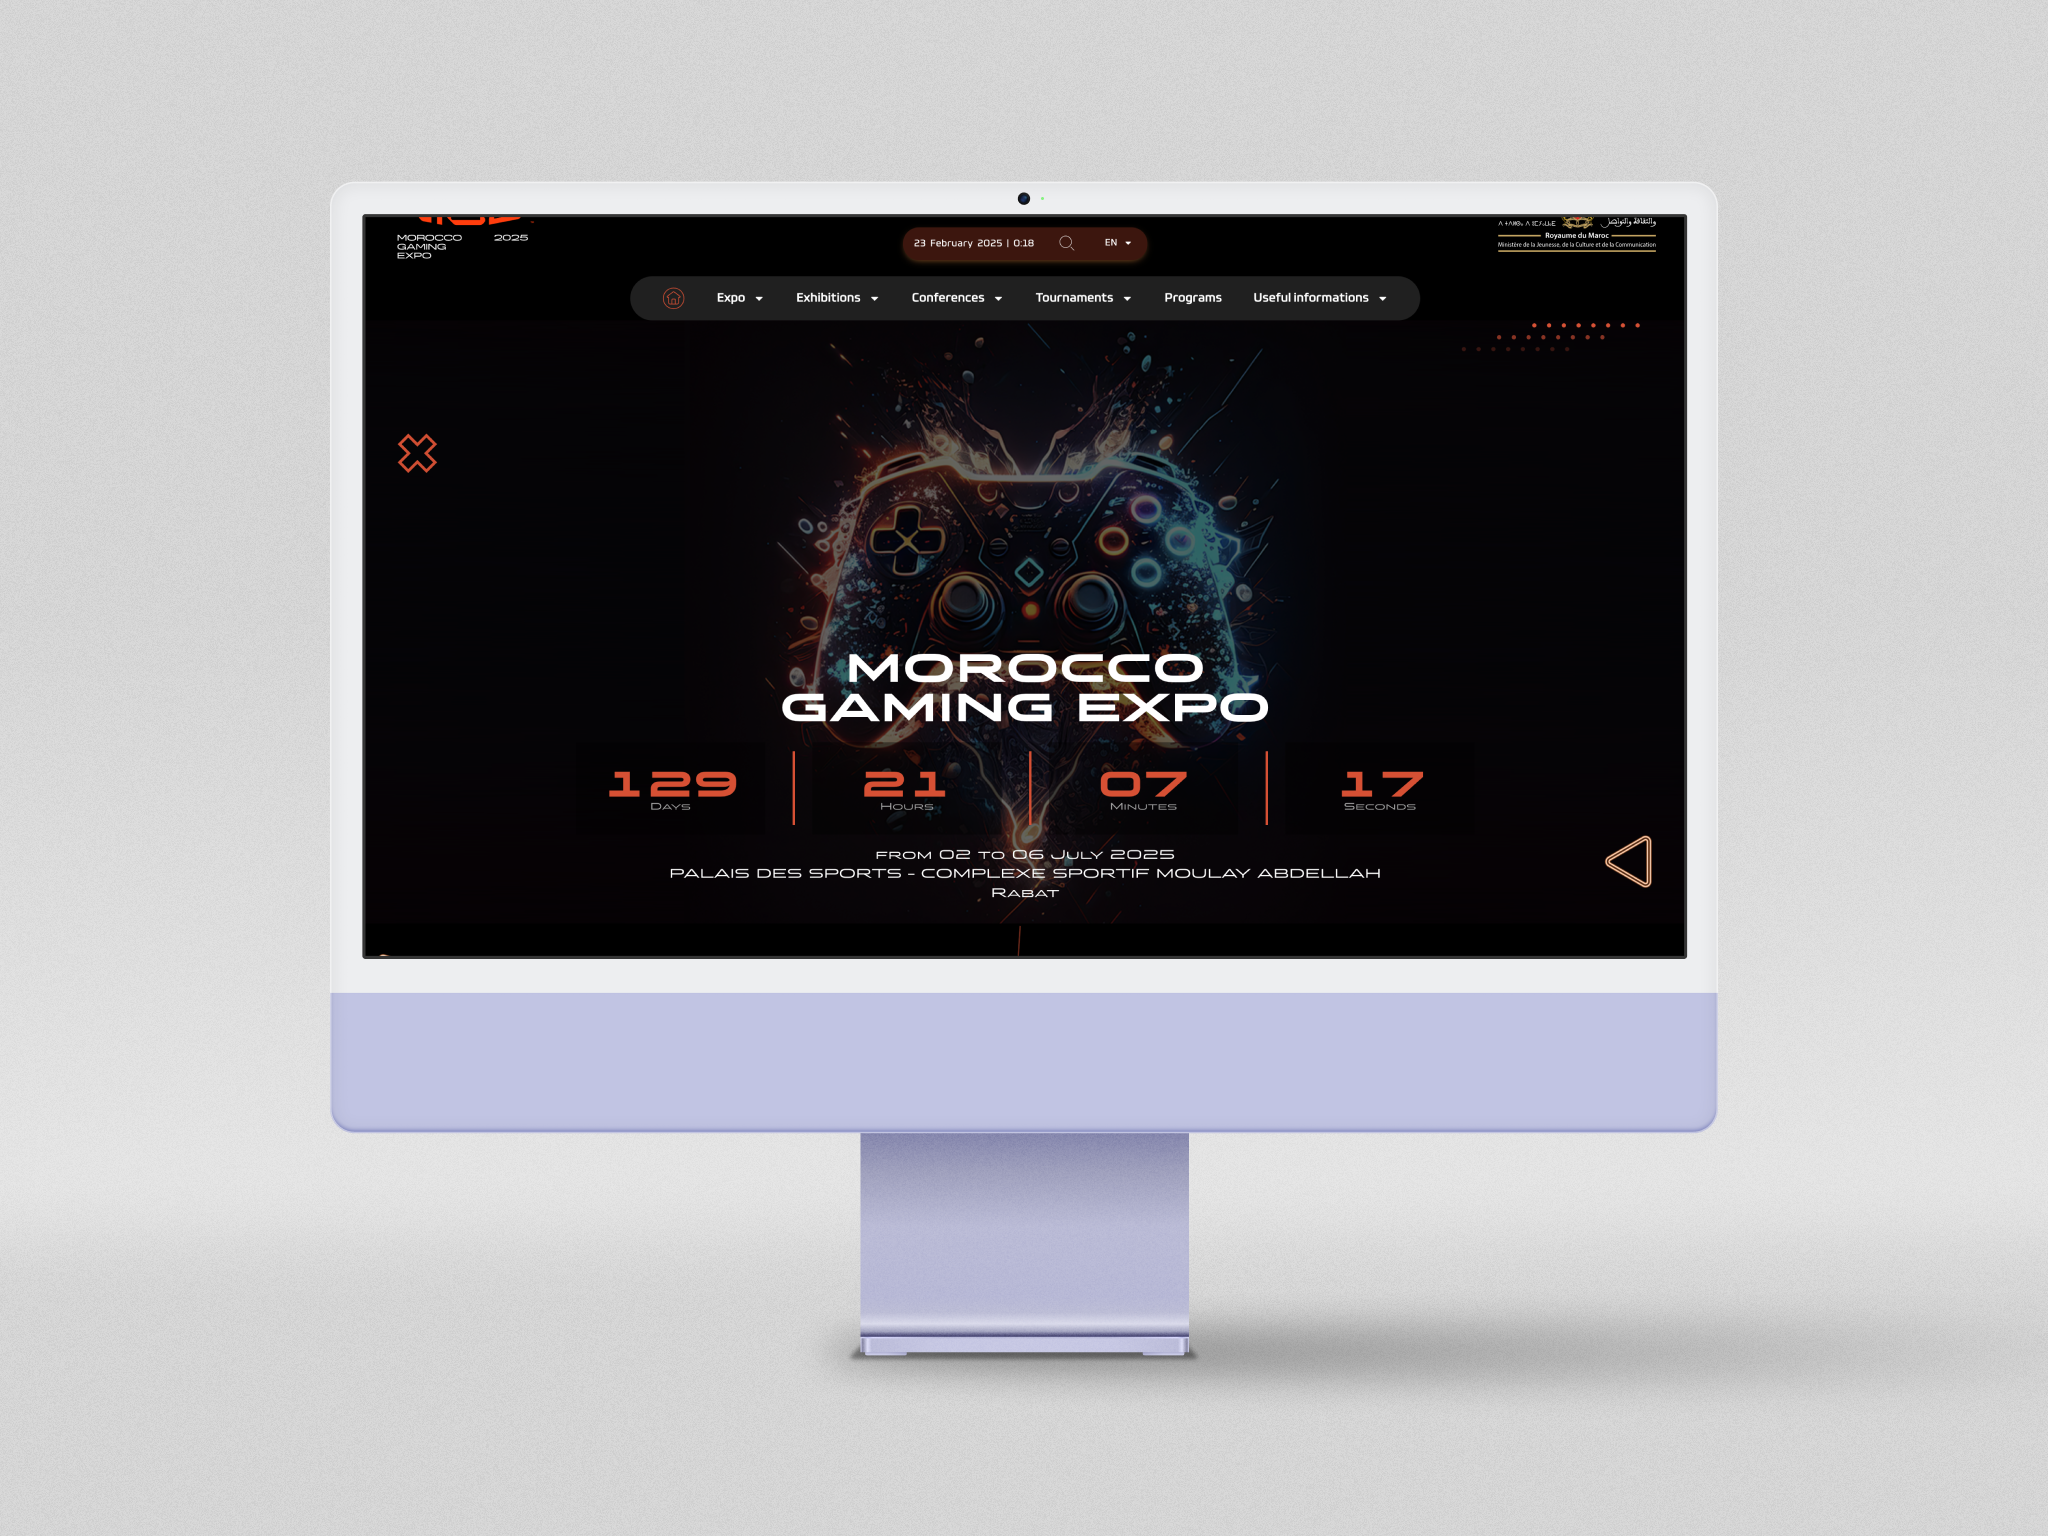 MOROCCO
GAMING
EXPO
2025
23 February 2025 | 0:18
EN
والثقافة والتواصل
Royaume du Maroc
Ministère de la Jeunesse, de la Culture et de la Communication
Expo
Exhibitions
Conferences
Tournaments
Programs
Useful informations
MOROCCO
GAMING EXPO
129
Days
21
Hours
07
Minutes
17
Seconds
from 02 to 06 July 2025
PALAIS DES SPORTS - COMPLEXE SPORTIF MOULAY ABDELLAH
Rabat